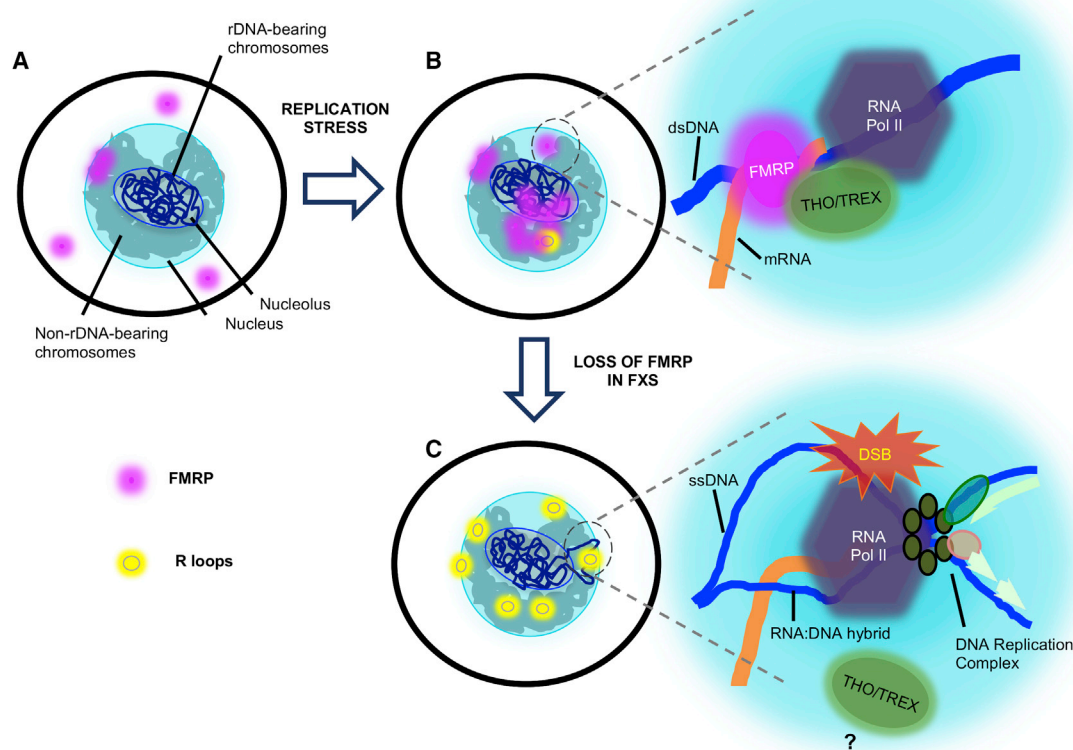 A
rDNA-bearing
chromosomes
Nucleolus
Nucleus
Non-rDNA-bearing
chromosomes
REPLICATION
STRESS
B
dsDNA
FMRP
RNA
Pol II
THO/TREX
mRNA
LOSS OF FMRP
IN FXS
FMRP
R loops
C
ssDNA
DSB
RNA
Pol II
RNA:DNA hybrid
DNA Replication
Complex
THO/TREX
?